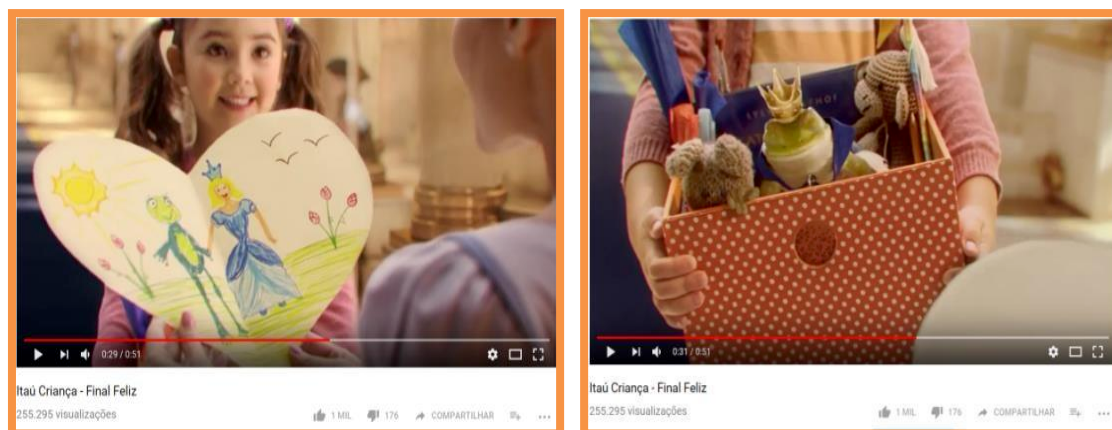 0:29 / 0:51
Itaú Criança - Final Feliz
255.295 visualizações
1 MIL
176
COMPARTILHAR
0:31 / 0:51
Itaú Criança - Final Feliz
255.295 visualizações
1 MIL
176
COMPARTILHAR